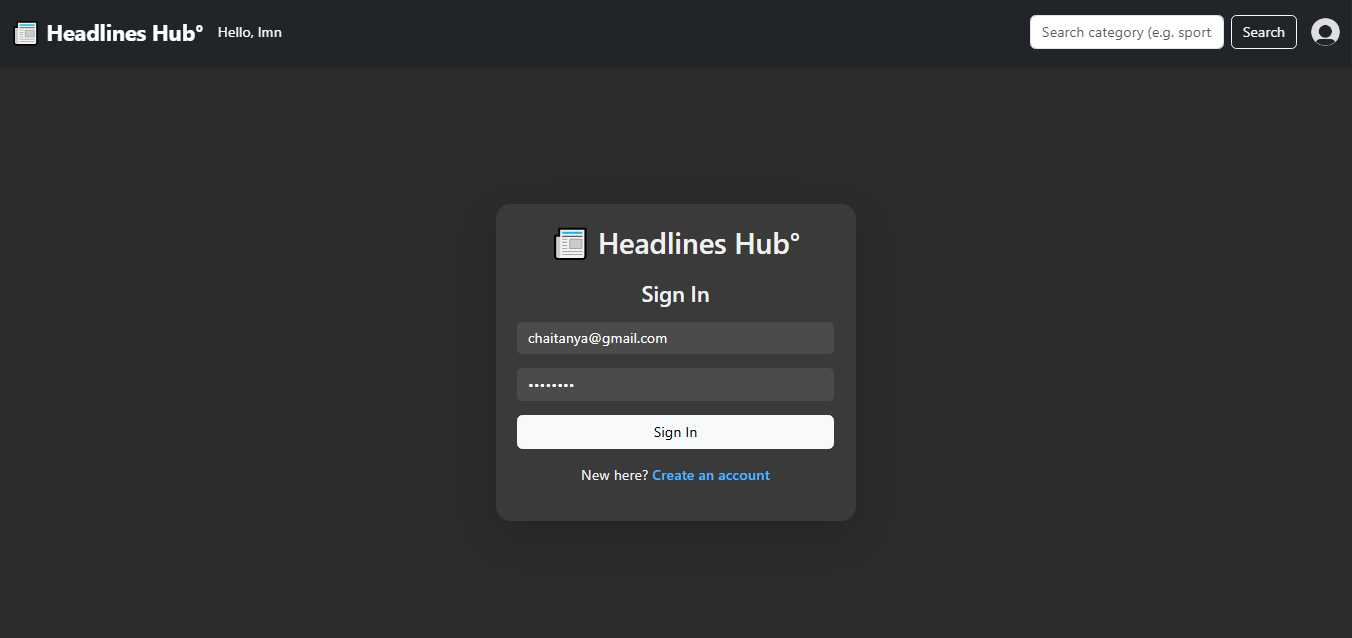 Headlines Hub° Hello, lmn Search category (e.g. sport Search
Headlines Hub°
Sign In
chaitanya@gmail.com
••••••••
Sign In
New here? Create an account